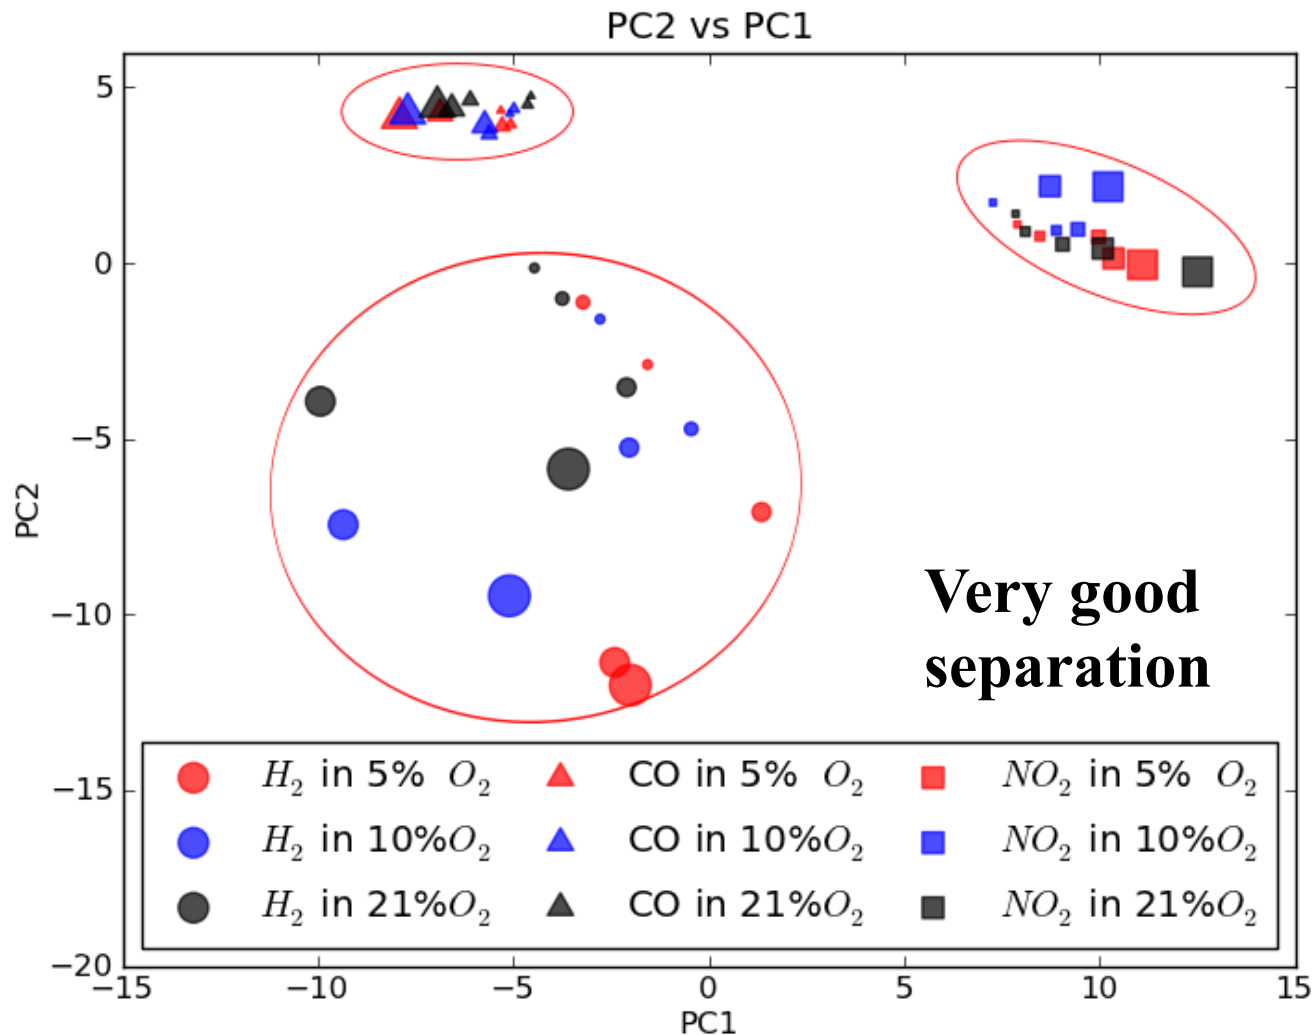 PC2 vs PC1
5
0
−5
−10
−15
−20
PC2
Very good
separation
H₂ in 5% O₂ CO in 5% O₂ NO₂ in 5% O₂
H₂ in 10%O₂ CO in 10%O₂ NO₂ in 10%O₂
H₂ in 21%O₂ CO in 21%O₂ NO₂ in 21%O₂
−15 −10 −5 0 5 10 15
PC1